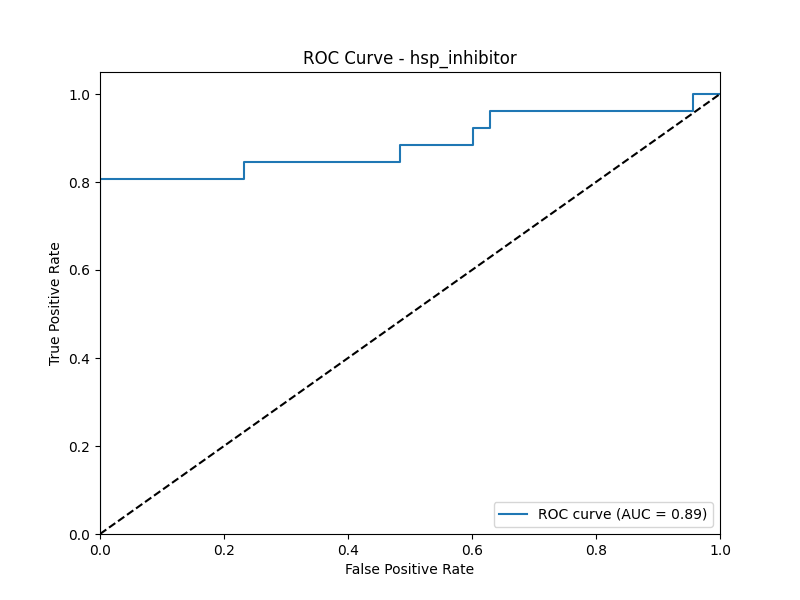 ROC Curve - hsp_inhibitor
True Positive Rate
1.0
0.8
0.6
0.4
0.2
0.0
0.0 0.2 0.4 0.6 0.8 1.0
False Positive Rate
ROC curve (AUC = 0.89)